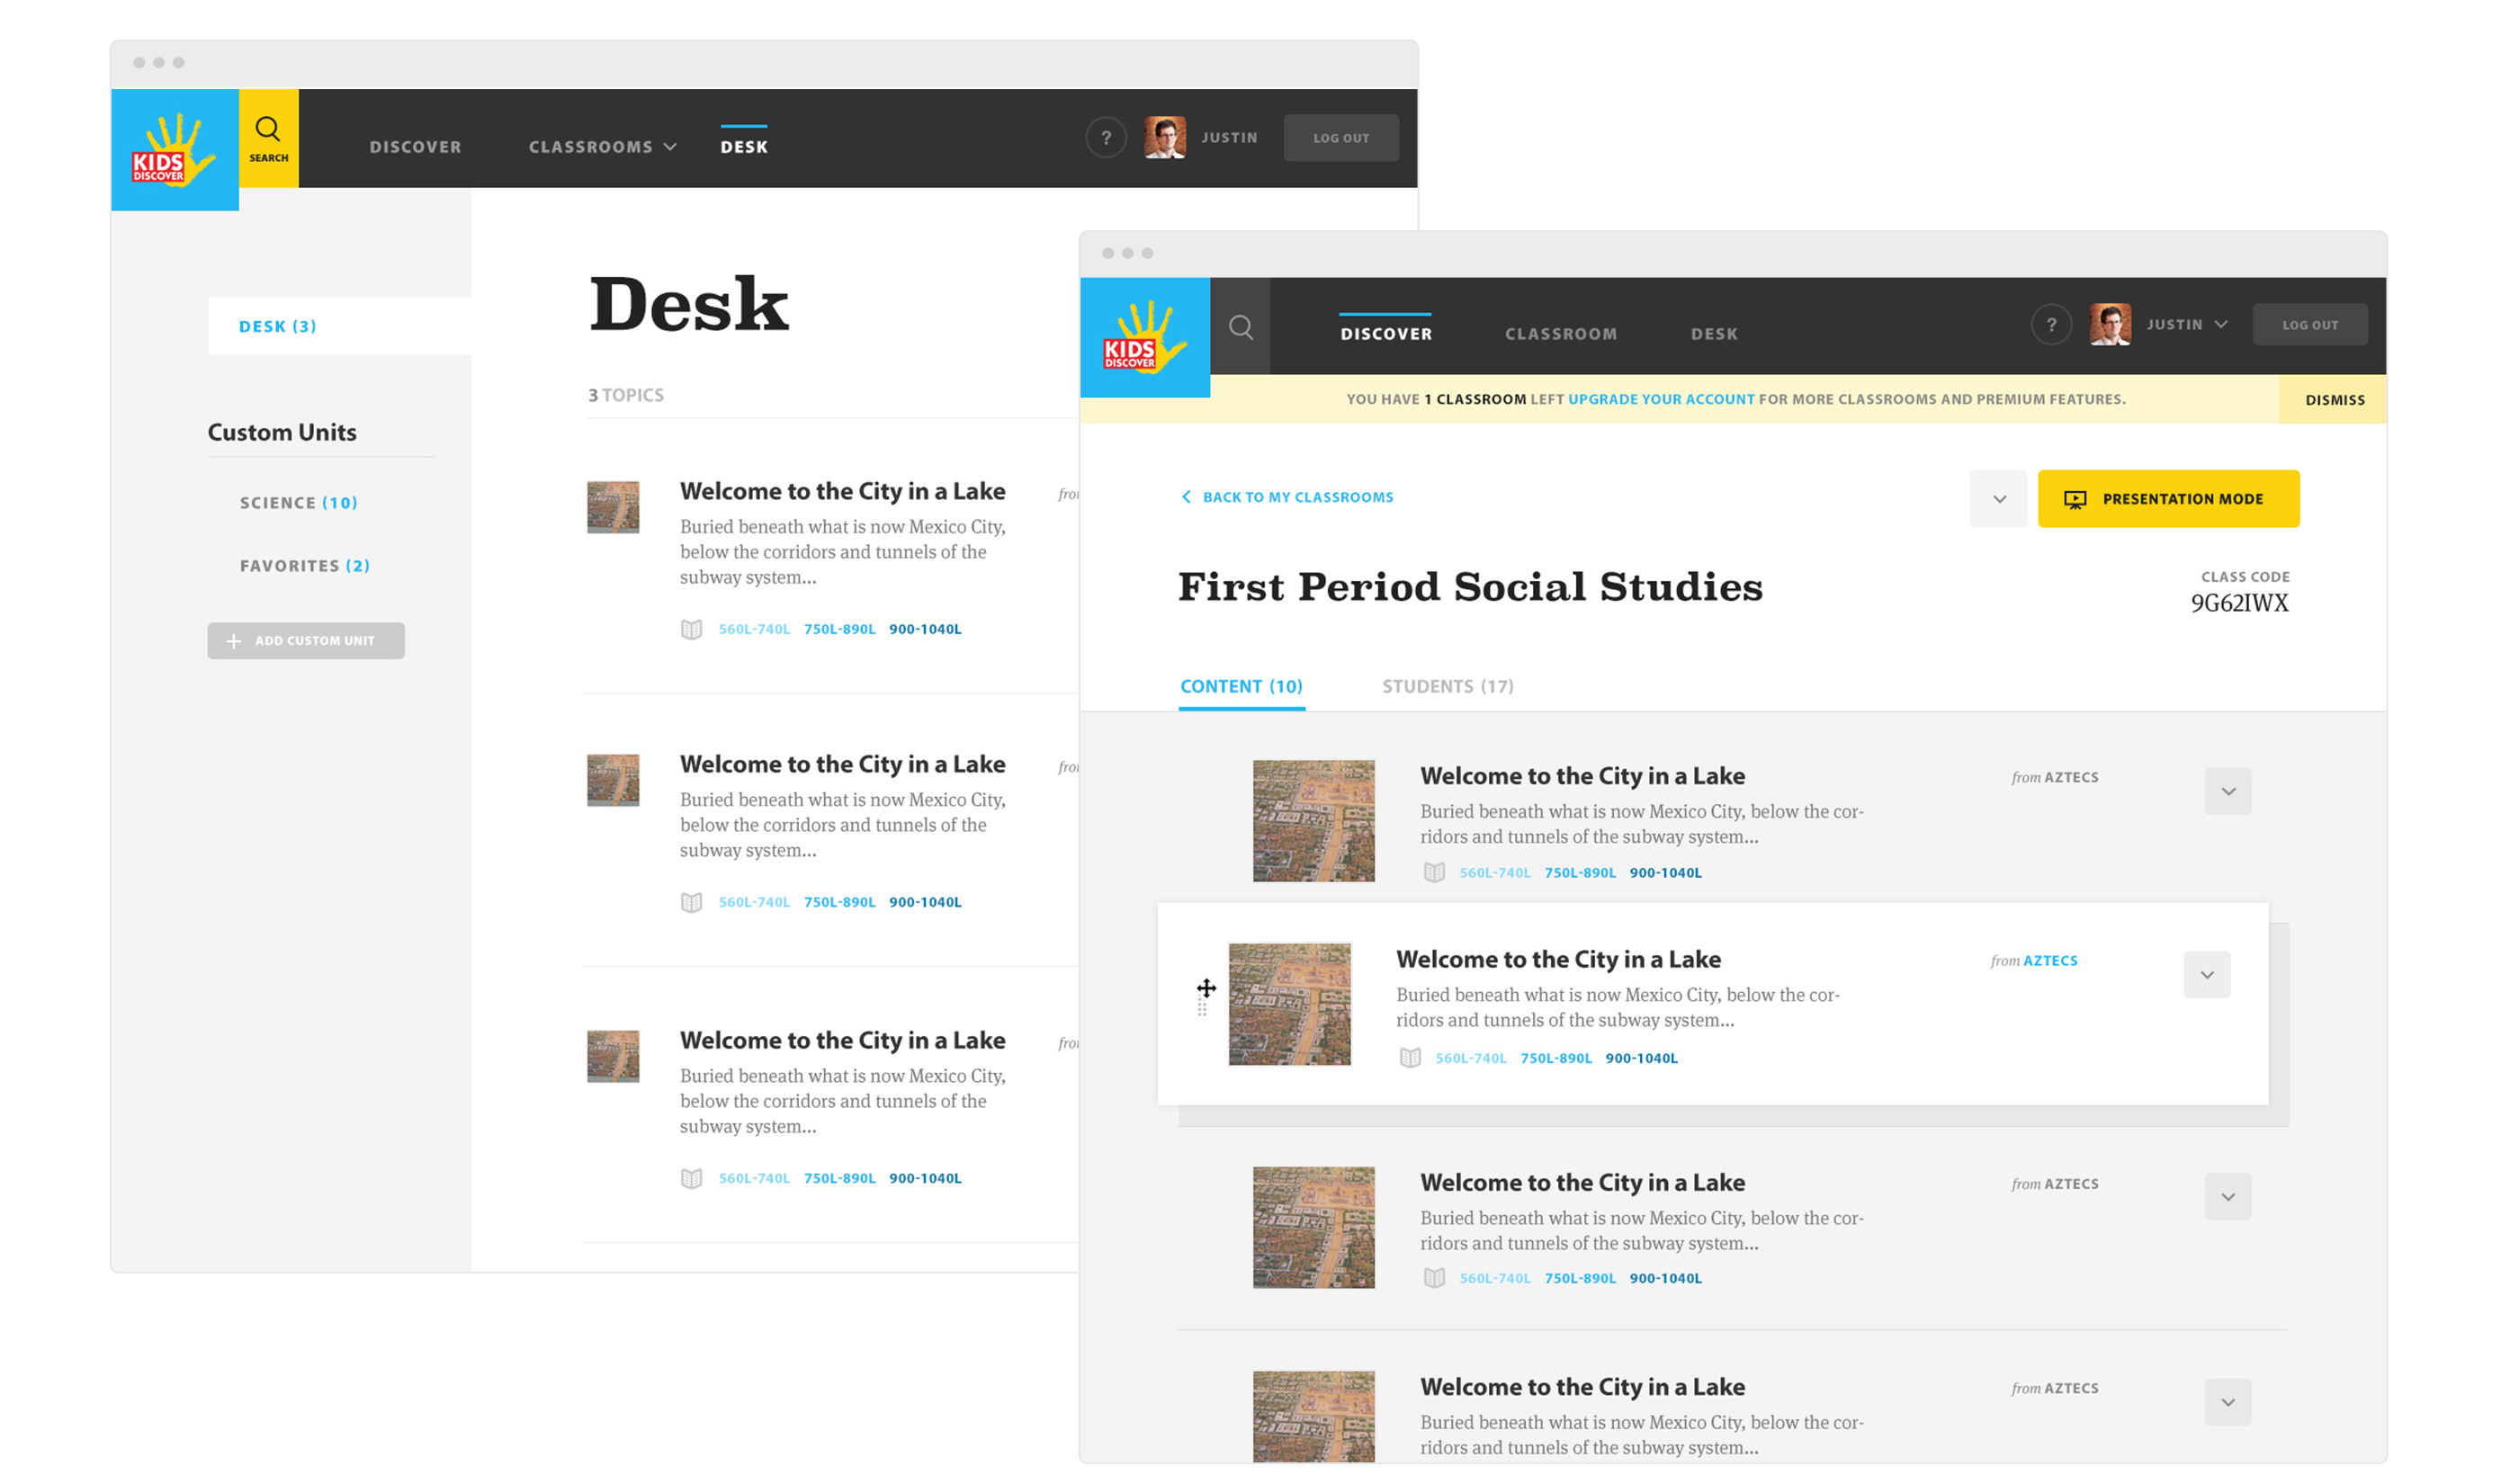 KIDS
DISCOVER
SEARCH
DISCOVER
CLASSROOMS
DESK
?
JUSTIN
LOG OUT
DESK (3)
Custom Units
SCIENCE (10)
FAVORITES (2)
+ ADD CUSTOM UNIT
Desk
3 TOPICS
Welcome to the City in a Lake
Buried beneath what is now Mexico City,
below the corridors and tunnels of the
subway system...
560L-740L 750L-890L 900-1040L
Welcome to the City in a Lake
Buried beneath what is now Mexico City,
below the corridors and tunnels of the
subway system...
560L-740L 750L-890L 900-1040L
Welcome to the City in a Lake
Buried beneath what is now Mexico City,
below the corridors and tunnels of the
subway system...
560L-740L 750L-890L 900-1040L
KIDS
DISCOVER
DISCOVER
CLASSROOM
DESK
?
JUSTIN
LOG OUT
YOU HAVE 1 CLASSROOM LEFT UPGRADE YOUR ACCOUNT FOR MORE CLASSROOMS AND PREMIUM FEATURES.
DISMISS
BACK TO MY CLASSROOMS
PRESENTATION MODE
First Period Social Studies
CLASS CODE
9G62IWX
CONTENT (10)
STUDENTS (17)
Welcome to the City in a Lake
from AZTECS
Buried beneath what is now Mexico City, below the cor-
ridors and tunnels of the subway system...
560L-740L 750L-890L 900-1040L
Welcome to the City in a Lake
from AZTECS
Buried beneath what is now Mexico City, below the cor-
ridors and tunnels of the subway system...
560L-740L 750L-890L 900-1040L
Welcome to the City in a Lake
from AZTECS
Buried beneath what is now Mexico City, below the cor-
ridors and tunnels of the subway system...
560L-740L 750L-890L 900-1040L
Welcome to the City in a Lake
from AZTECS
Buried beneath what is now Mexico City, below the cor-
ridors and tunnels of the subway system...